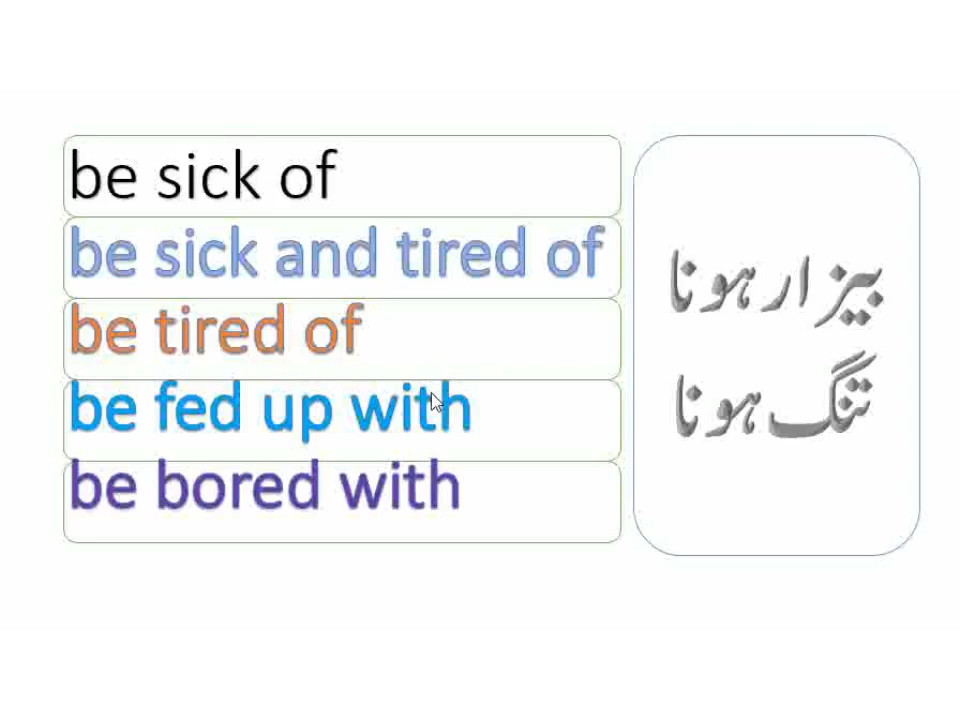 be sick of
be sick and tired of
be tired of
be fed up with
be bored with
بیزار ہونا
تنگ ہونا